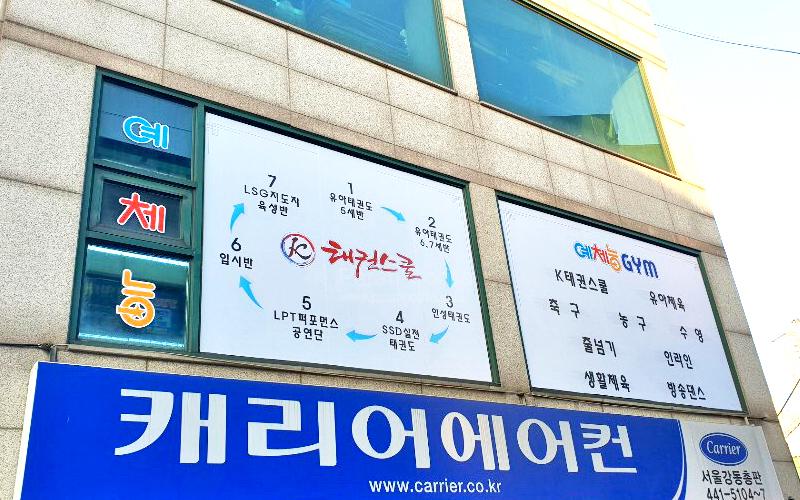 예
체
능
7
LSG지도자
육성반
1
유아태권도
5세반
2
유아태권도
6.7세반
3
인성태권도
4
SSD실전
태권도
5
LPT퍼포먼스
공연단
6
입시반
K 태권스쿨
예체능GYM
K태권스쿨 유아체육
축구 농구 수영
줄넘기 인라인
생활체육 방송댄스
캐리어에어컨
www.carrier.co.kr
Carrier
서울강동총판
441-5104~7